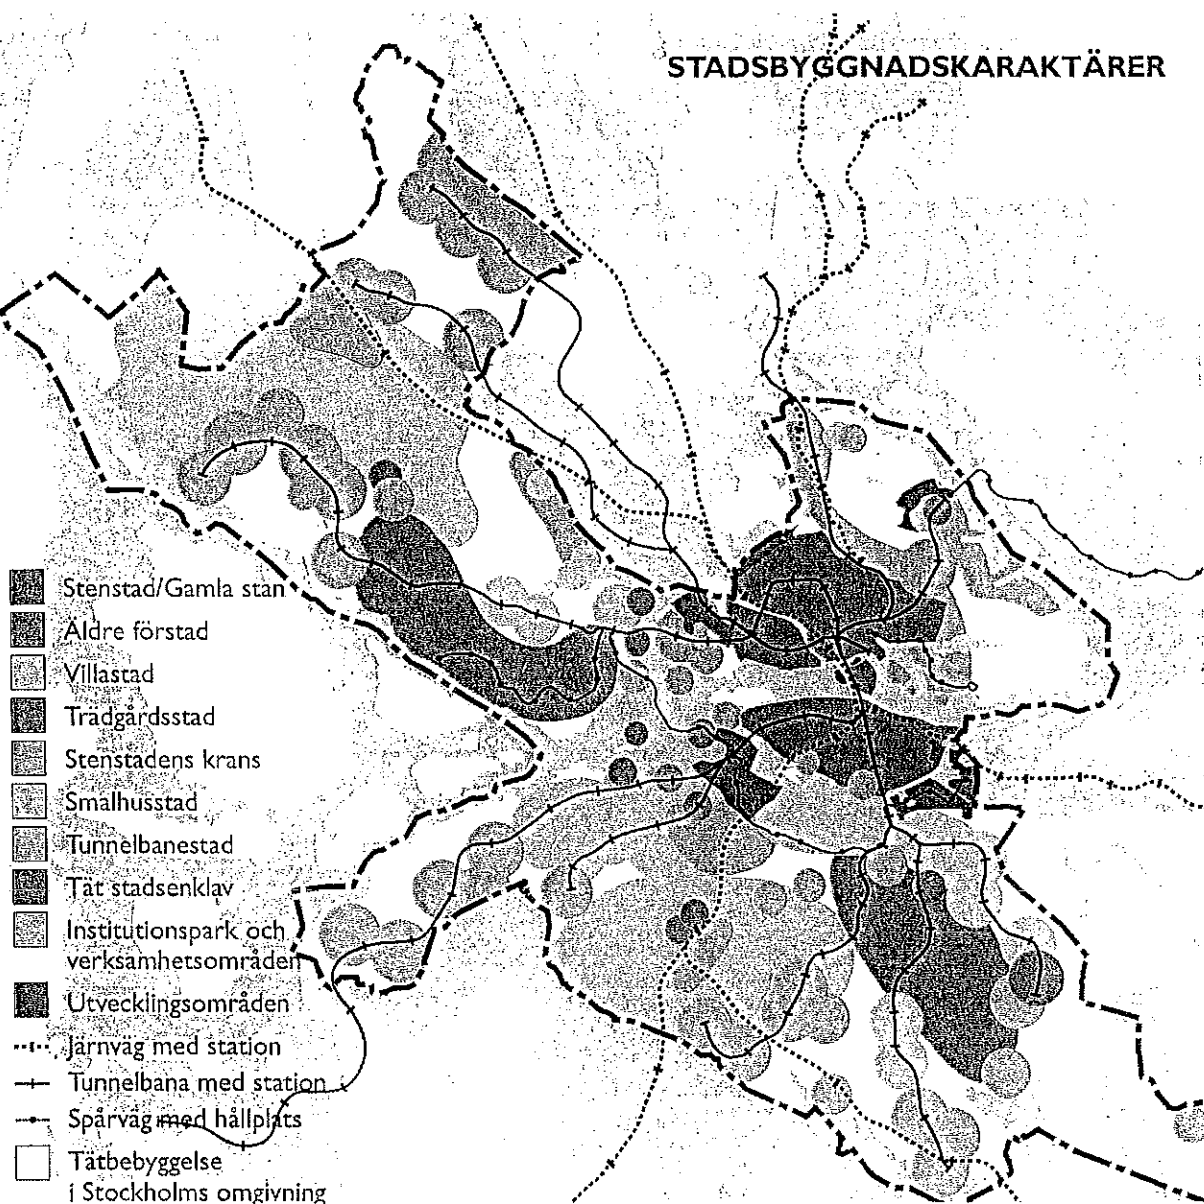 STADSBYGGNADSKARAKTÄRER
Stenstad/Gamla stan
Äldre förstad
Villastad
Trädgårdsstad
Stenstadens krans
Smalhusstad
Tunnelbanestad
Tät stadsenklav
Institutionspark och
verksamhetsområden
Utvecklingsområden
Järnväg med station
Tunnelbana med station
Spårväg med hållplats
Tätbebyggelse
i Stockholms omgivning